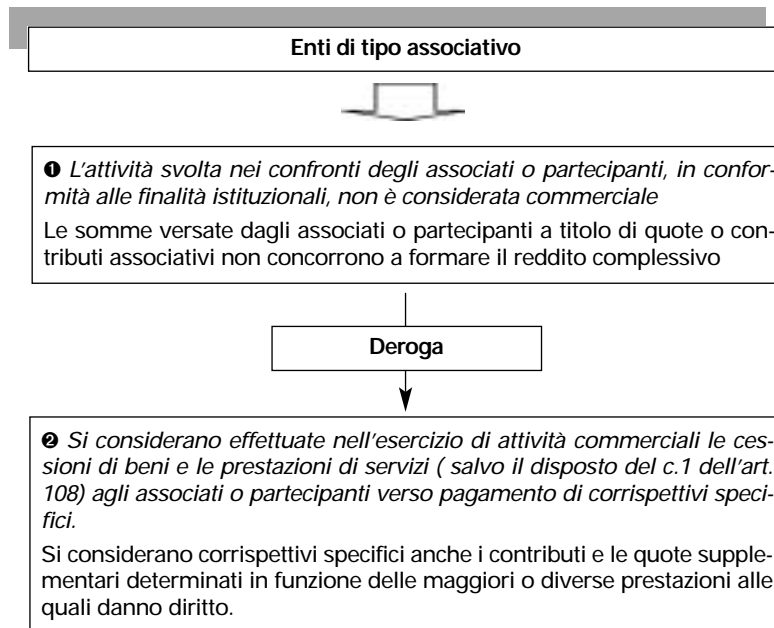 Enti di tipo associativo
❶ L'attività svolta nei confronti degli associati o partecipanti, in confor-
mità alle finalità istituzionali, non è considerata commerciale
Le somme versate dagli associati o partecipanti a titolo di quote o con-
tributi associativi non concorrono a formare il reddito complessivo
Deroga
❷ Si considerano effettuate nell'esercizio di attività commerciali le ces-
sioni di beni e le prestazioni di servizi ( salvo il disposto del c.1 dell'art.
108) agli associati o partecipanti verso pagamento di corrispettivi speci-
fici.
Si considerano corrispettivi specifici anche i contributi e le quote supple-
mentari determinati in funzione delle maggiori o diverse prestazioni alle
quali danno diritto.